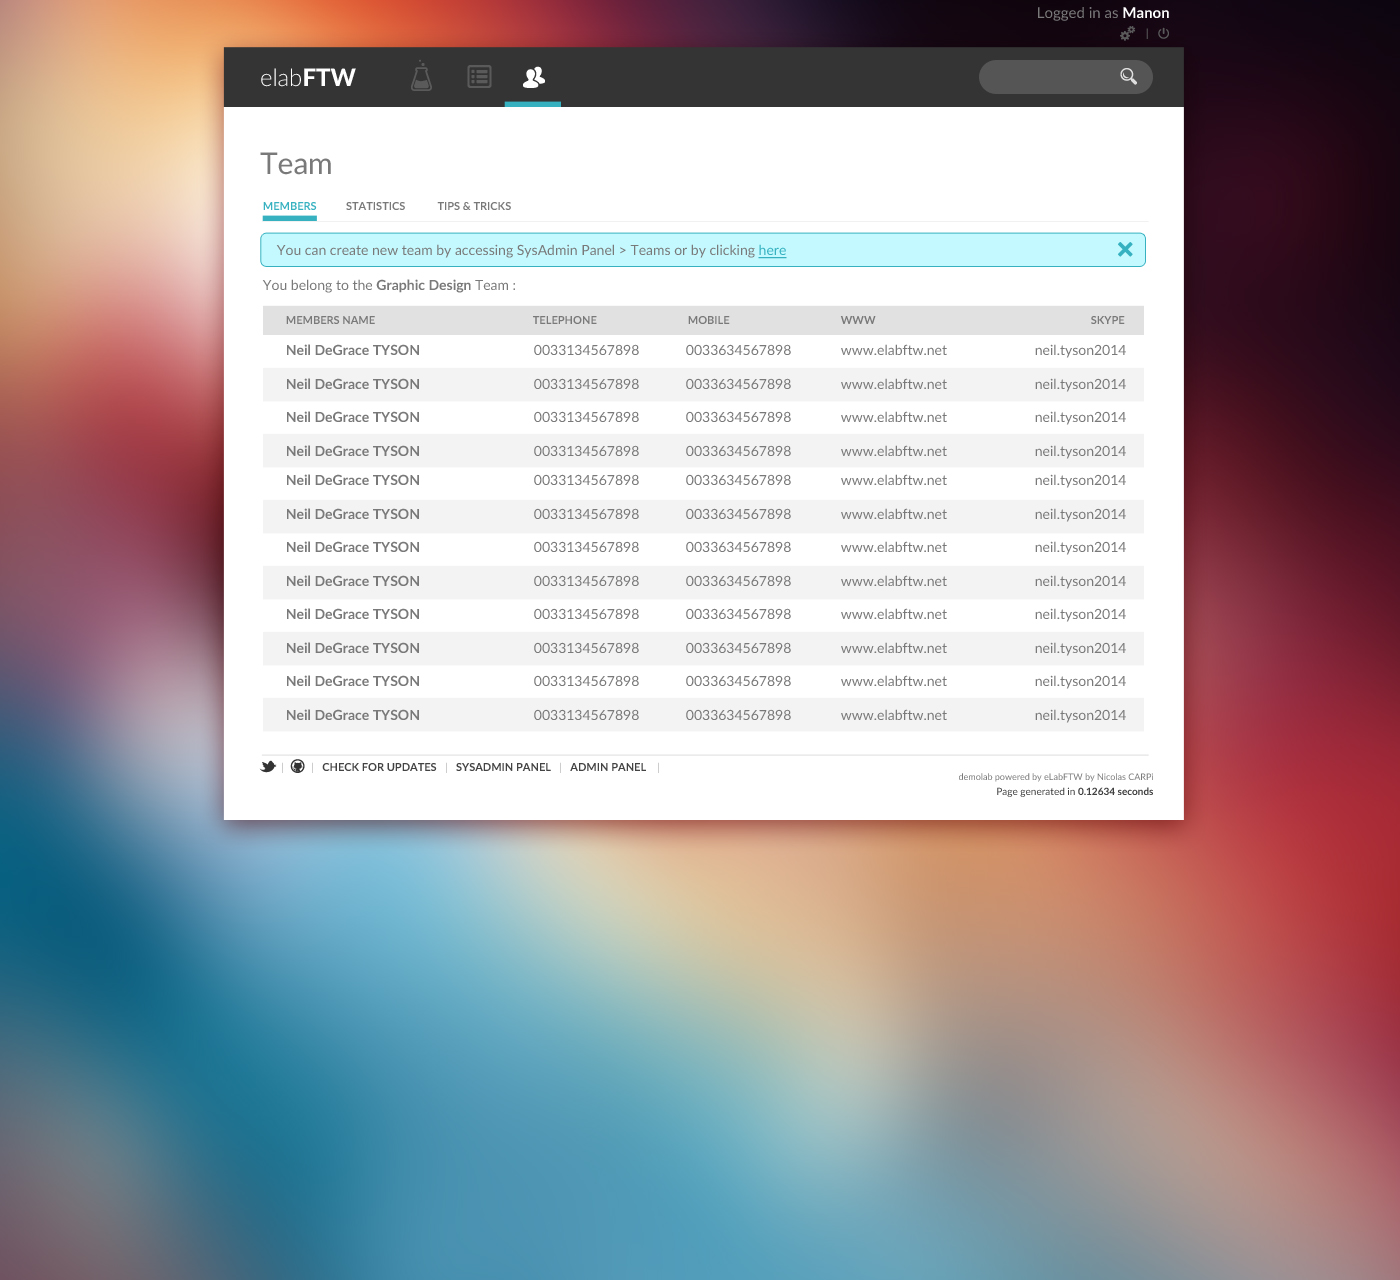 Logged in as Manon
elabFTW
Team
MEMBERS STATISTICS TIPS & TRICKS
You can create new team by accessing SysAdmin Panel > Teams or by clicking here
You belong to the Graphic Design Team :
MEMBERS NAME TELEPHONE MOBILE WWW SKYPE
Neil DeGrace TYSON 0033134567898 0033634567898 www.elabftw.net neil.tyson2014
Neil DeGrace TYSON 0033134567898 0033634567898 www.elabftw.net neil.tyson2014
Neil DeGrace TYSON 0033134567898 0033634567898 www.elabftw.net neil.tyson2014
Neil DeGrace TYSON 0033134567898 0033634567898 www.elabftw.net neil.tyson2014
Neil DeGrace TYSON 0033134567898 0033634567898 www.elabftw.net neil.tyson2014
Neil DeGrace TYSON 0033134567898 0033634567898 www.elabftw.net neil.tyson2014
Neil DeGrace TYSON 0033134567898 0033634567898 www.elabftw.net neil.tyson2014
Neil DeGrace TYSON 0033134567898 0033634567898 www.elabftw.net neil.tyson2014
Neil DeGrace TYSON 0033134567898 0033634567898 www.elabftw.net neil.tyson2014
Neil DeGrace TYSON 0033134567898 0033634567898 www.elabftw.net neil.tyson2014
Neil DeGrace TYSON 0033134567898 0033634567898 www.elabftw.net neil.tyson2014
Neil DeGrace TYSON 0033134567898 0033634567898 www.elabftw.net neil.tyson2014
CHECK FOR UPDATES | SYSADMIN PANEL | ADMIN PANEL |
demolab powered by eLabFTW by Nicolas CARPi
Page generated in 0.12634 seconds